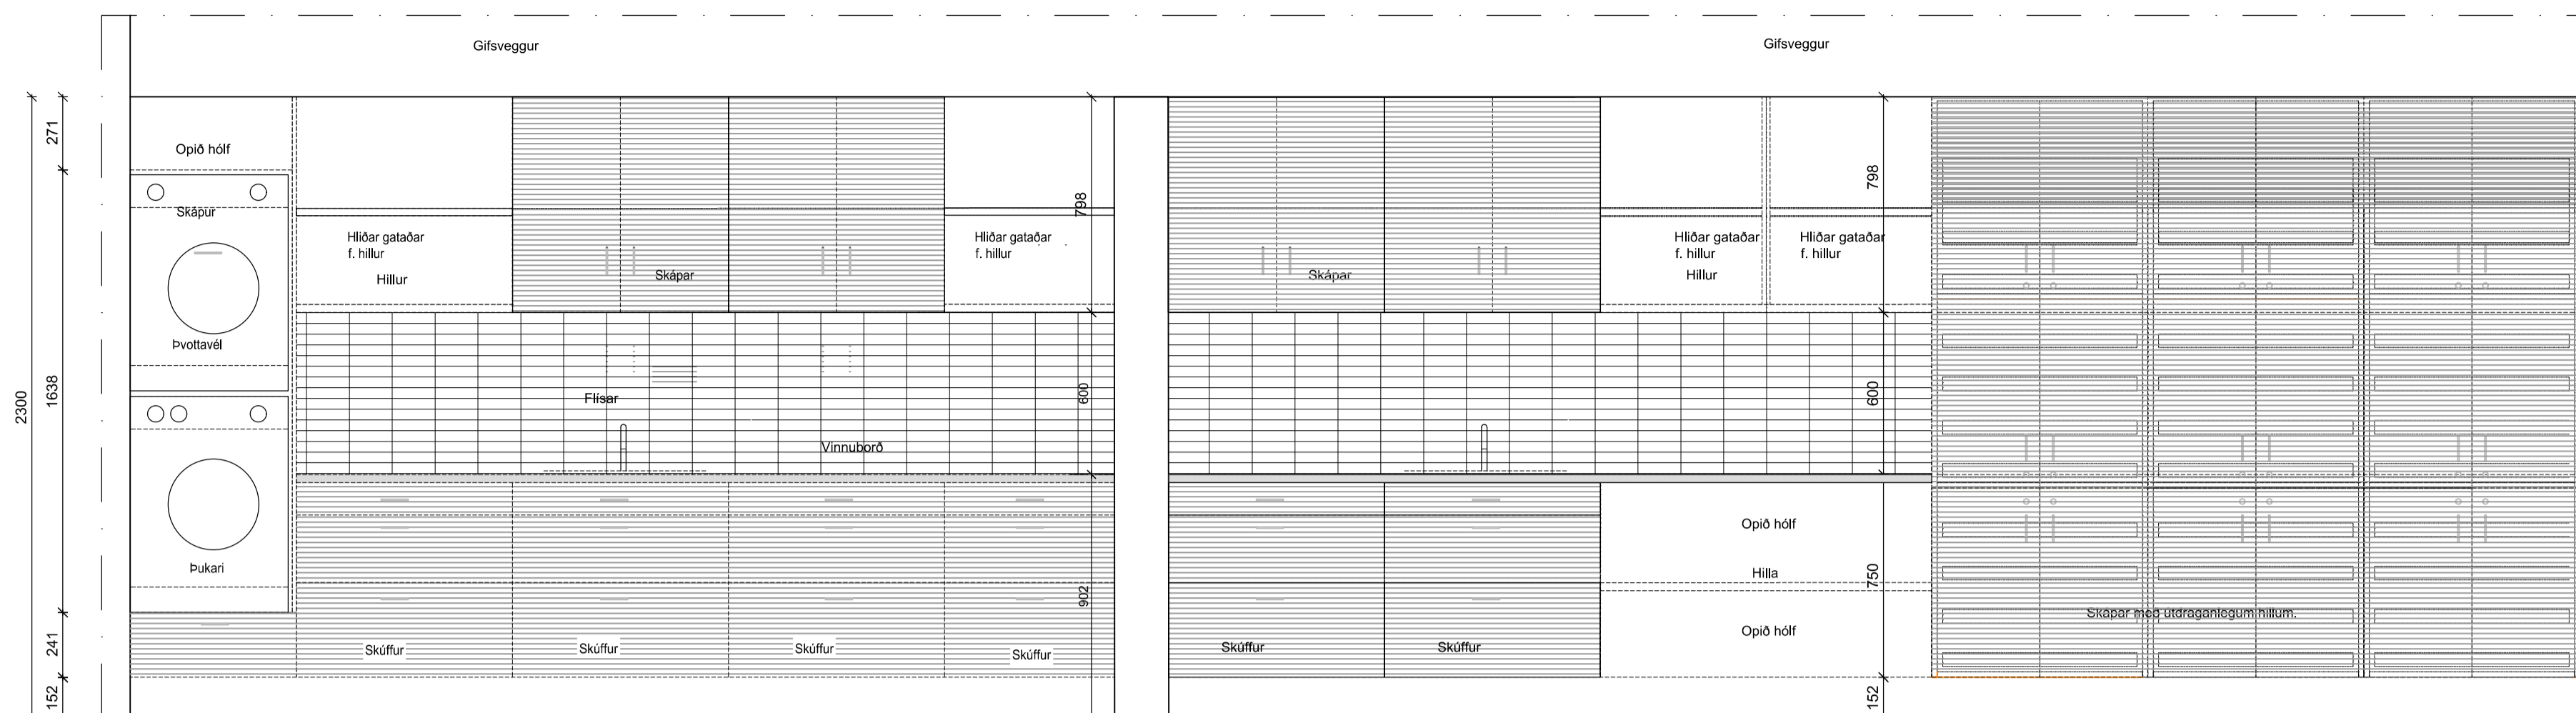 Gifsveggur
Gifsveggur
271
Opið hólf
798
798
Skápur
Hliðar gataðar
f. hillur
Hillur
Skápar
Hliðar gataðar
f. hillur
Skápar
Hliðar gataðar
f. hillur
Hillur
Hliðar gataðar
f. hillur
Þvottavél
2300
1638
Flísar
600
600
Vinnuborð
Opið hólf
Þukari
Hilla
902
750
Skápar með útdraganlegum hillum.
241
Skúffur
Skúffur
Skúffur
Skúffur
Skúffur
Skúffur
Opið hólf
152
152